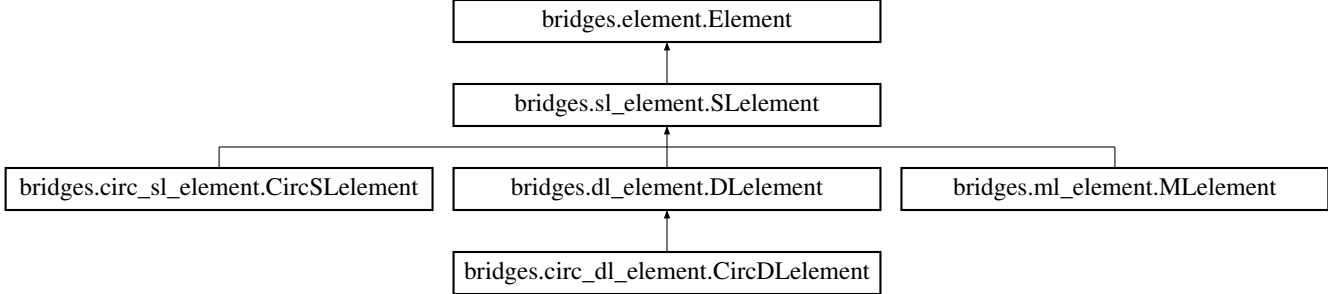 bridges.element.Element
bridges.sl_element.SLelement
bridges.circ_sl_element.CircSLelement
bridges.dl_element.DLelement
bridges.ml_element.MLelement
bridges.circ_dl_element.CircDLelement